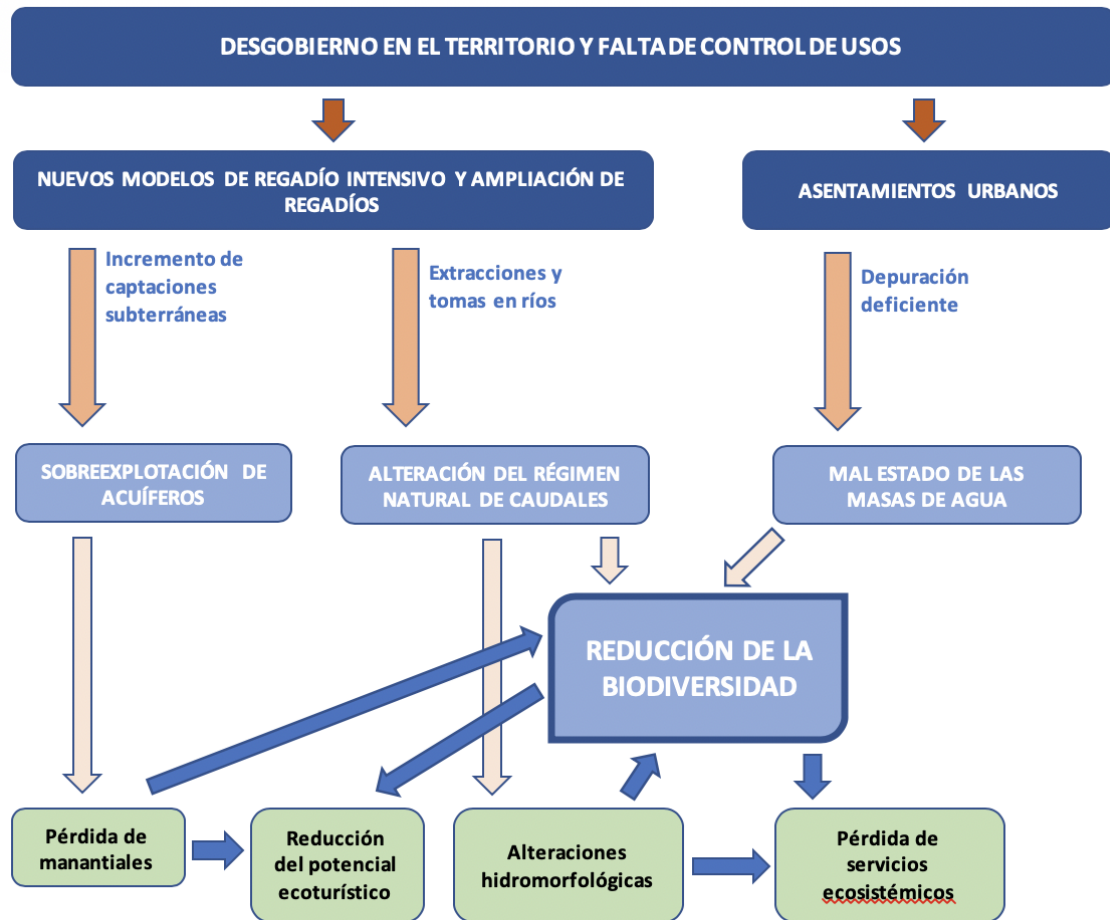 DESGOBIERNO EN EL TERRITORIO Y FALTA DE CONTROL DE USOS
NUEVOS MODELOS DE REGADÍO INTENSIVO Y AMPLIACIÓN DE
REGADÍOS
ASENTAMIENTOS URBANOS
Incremento de
captaciones
subterráneas
Extracciones y
tomas en ríos
Depuración
deficiente
SOBREEXPLOTACIÓN DE
ACUÍFEROS
ALTERACIÓN DEL RÉGIMEN
NATURAL DE CAUDALES
MAL ESTADO DE LAS
MASAS DE AGUA
REDUCCIÓN DE LA
BIODIVERSIDAD
Pérdida de
manantiales
Reducción
del potencial
ecoturístico
Alteraciones
hidromorfológicas
Pérdida de
servicios
ecosistémicos